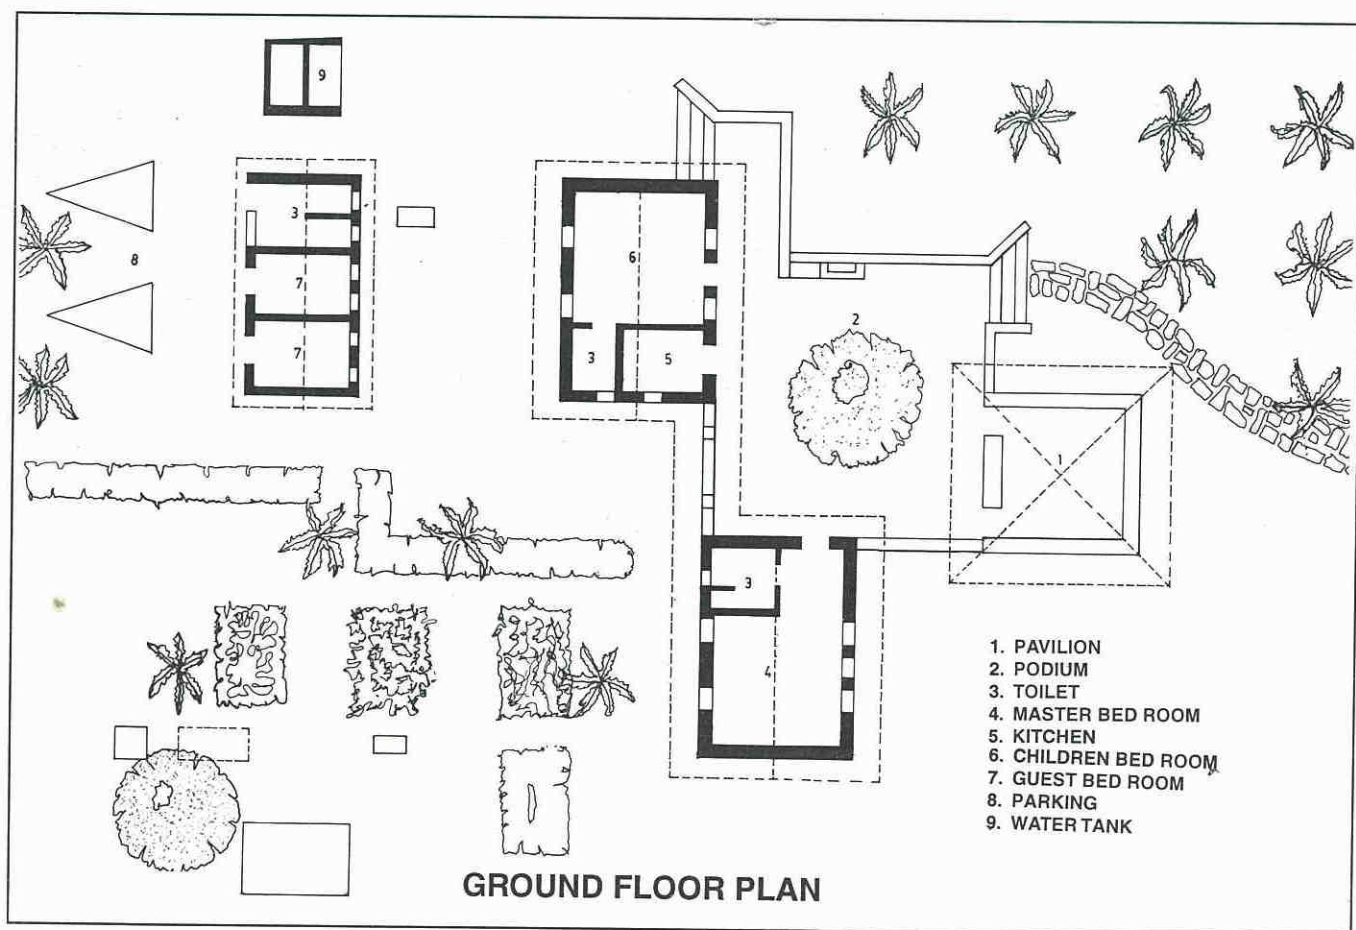 9
3
8
7
7
6
3
5
2
1
3
4
1. PAVILION
2. PODIUM
3. TOILET
4. MASTER BED ROOM
5. KITCHEN
6. CHILDREN BED ROOM
7. GUEST BED ROOM
8. PARKING
9. WATER TANK
GROUND FLOOR PLAN